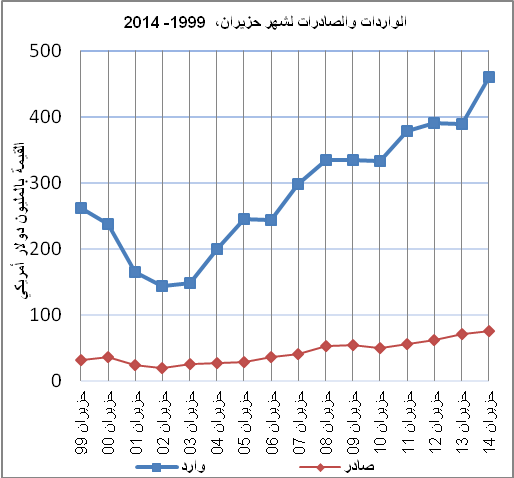 الواردات والصادرات لشهر حزيران، 1999- 2014
القيمة بالمليون دولار أمريكي
500
400
300
200
100
0
حزيران 99
حزيران 00
حزيران 01
حزيران 02
حزيران 03
حزيران 04
حزيران 05
حزيران 06
حزيران 07
حزيران 08
حزيران 09
حزيران 10
حزيران 11
حزيران 12
حزيران 13
حزيران 14
وارد
صادر